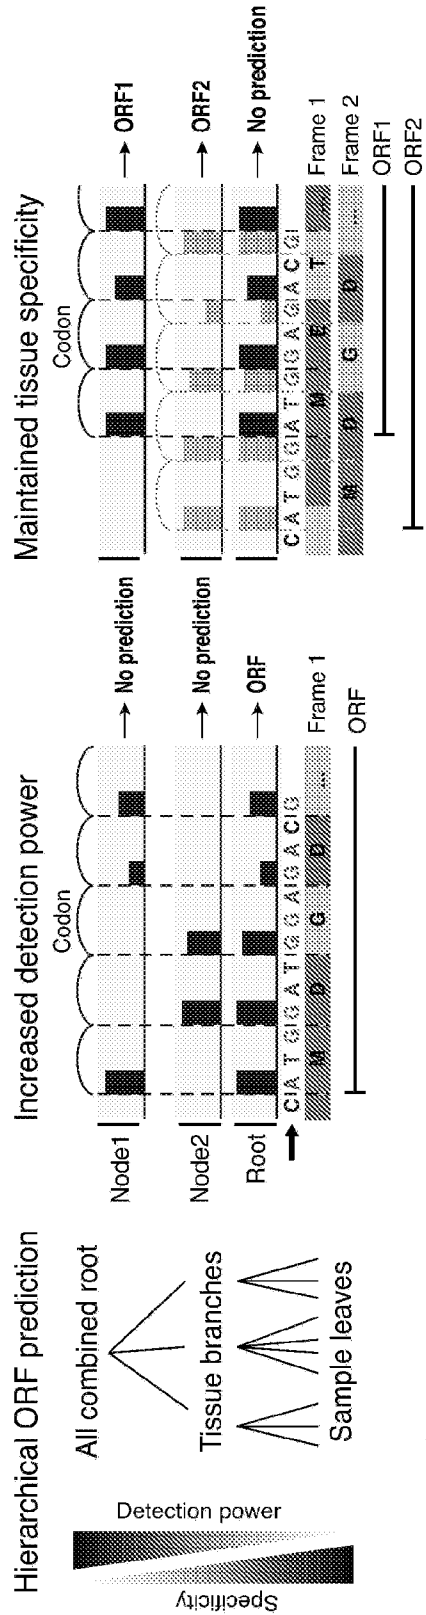 Hierarchical ORF prediction
Detection power
Specificity
All combined root
Tissue branches
Sample leaves
Increased detection power
Codon
Node1
No prediction
Node2
No prediction
Root
ORF
C A T G G A T G G A G A C G
M D G D ... Frame 1
ORF
Maintained tissue specificity
Codon
ORF1
ORF2
No prediction
C A T G G A T G G A G A C G
M E T ... Frame 1
M D G D ... Frame 2
ORF1
ORF2